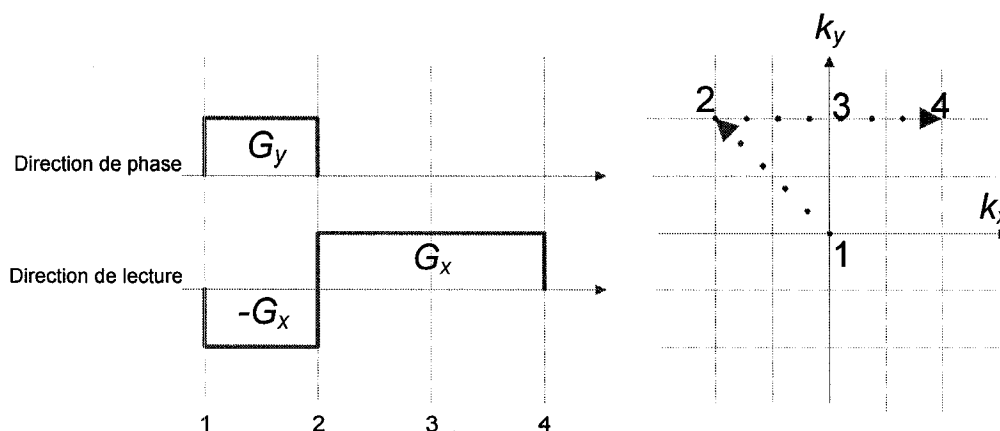 Direction de phase
G_y
Direction de lecture
G_x
-G_x
1 2 3 4
k_y
2 3 4
k_x
1